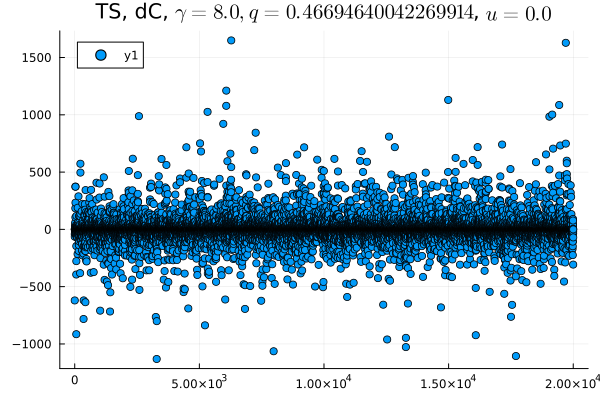 TS, dC, γ = 8.0, q = 0.46694640042269914, u = 0.0
y1
1500
1000
500
0
−500
−1000
0 5.00×10³ 1.00×10⁴ 1.50×10⁴ 2.00×10⁴